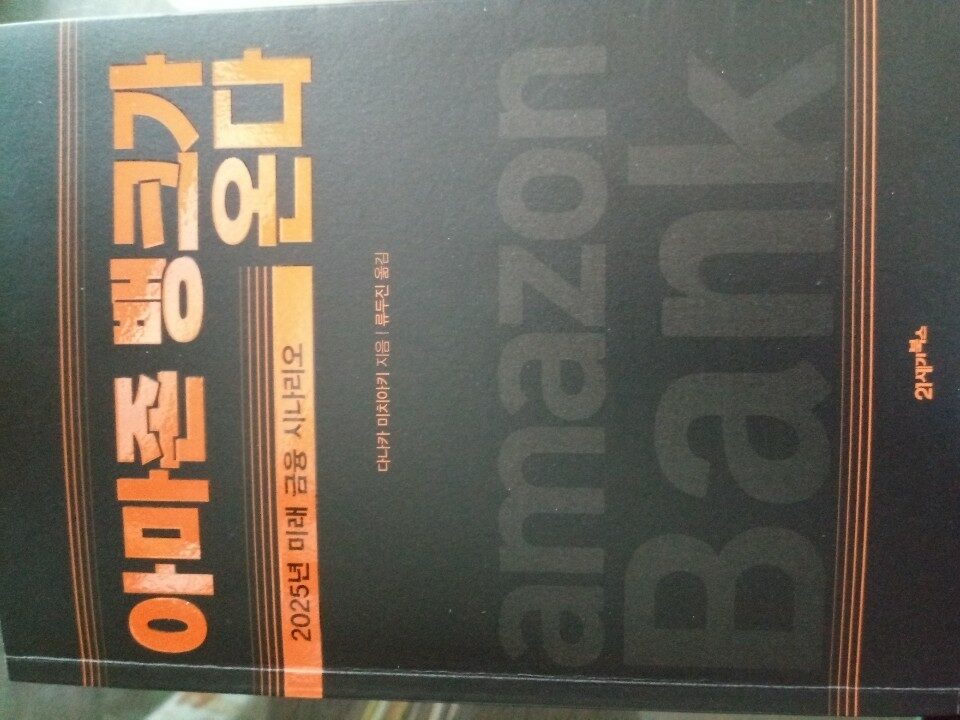 아마존 뱅크가
온다
2025년 미래 금융 시나리오
다나카 미치아키 지음 | 류두진 옮김
amazon
Bank
21세기북스